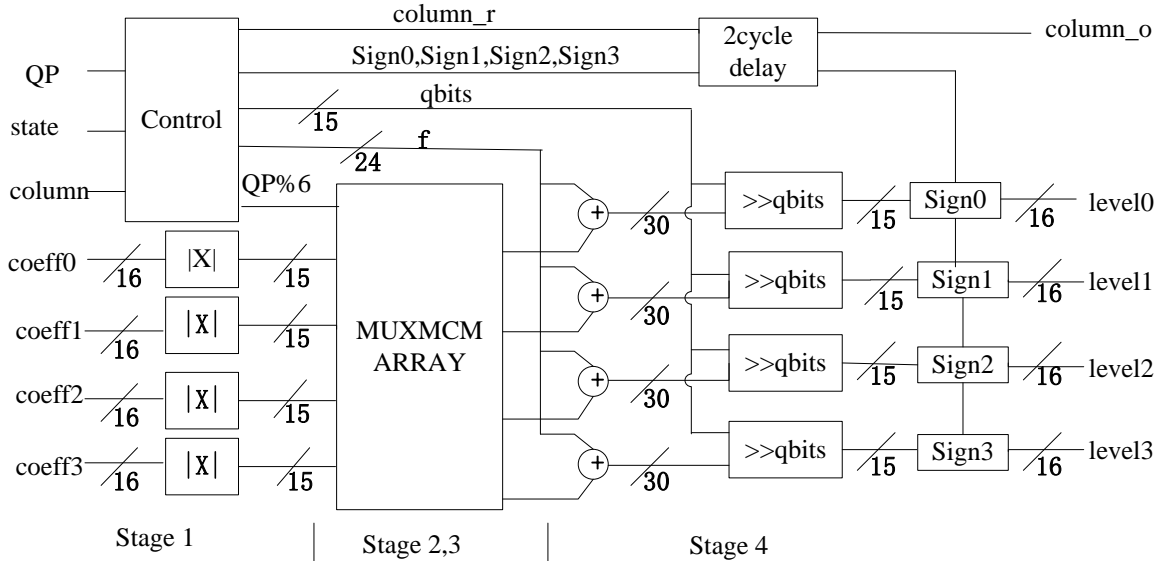 column_r
2cycle
delay
column_o
Sign0,Sign1,Sign2,Sign3
QP
state
column
Control
qbits
15
f
24
QP%6
coeff0
16
|X|
15
coeff1
16
|X|
15
coeff2
16
|X|
15
coeff3
16
|X|
15
MUXMCM
ARRAY
+
30
>>qbits
15
Sign0
16
level0
+
30
>>qbits
15
Sign1
16
level1
+
30
>>qbits
15
Sign2
16
level2
+
30
>>qbits
15
Sign3
16
level3
Stage 1
Stage 2,3
Stage 4